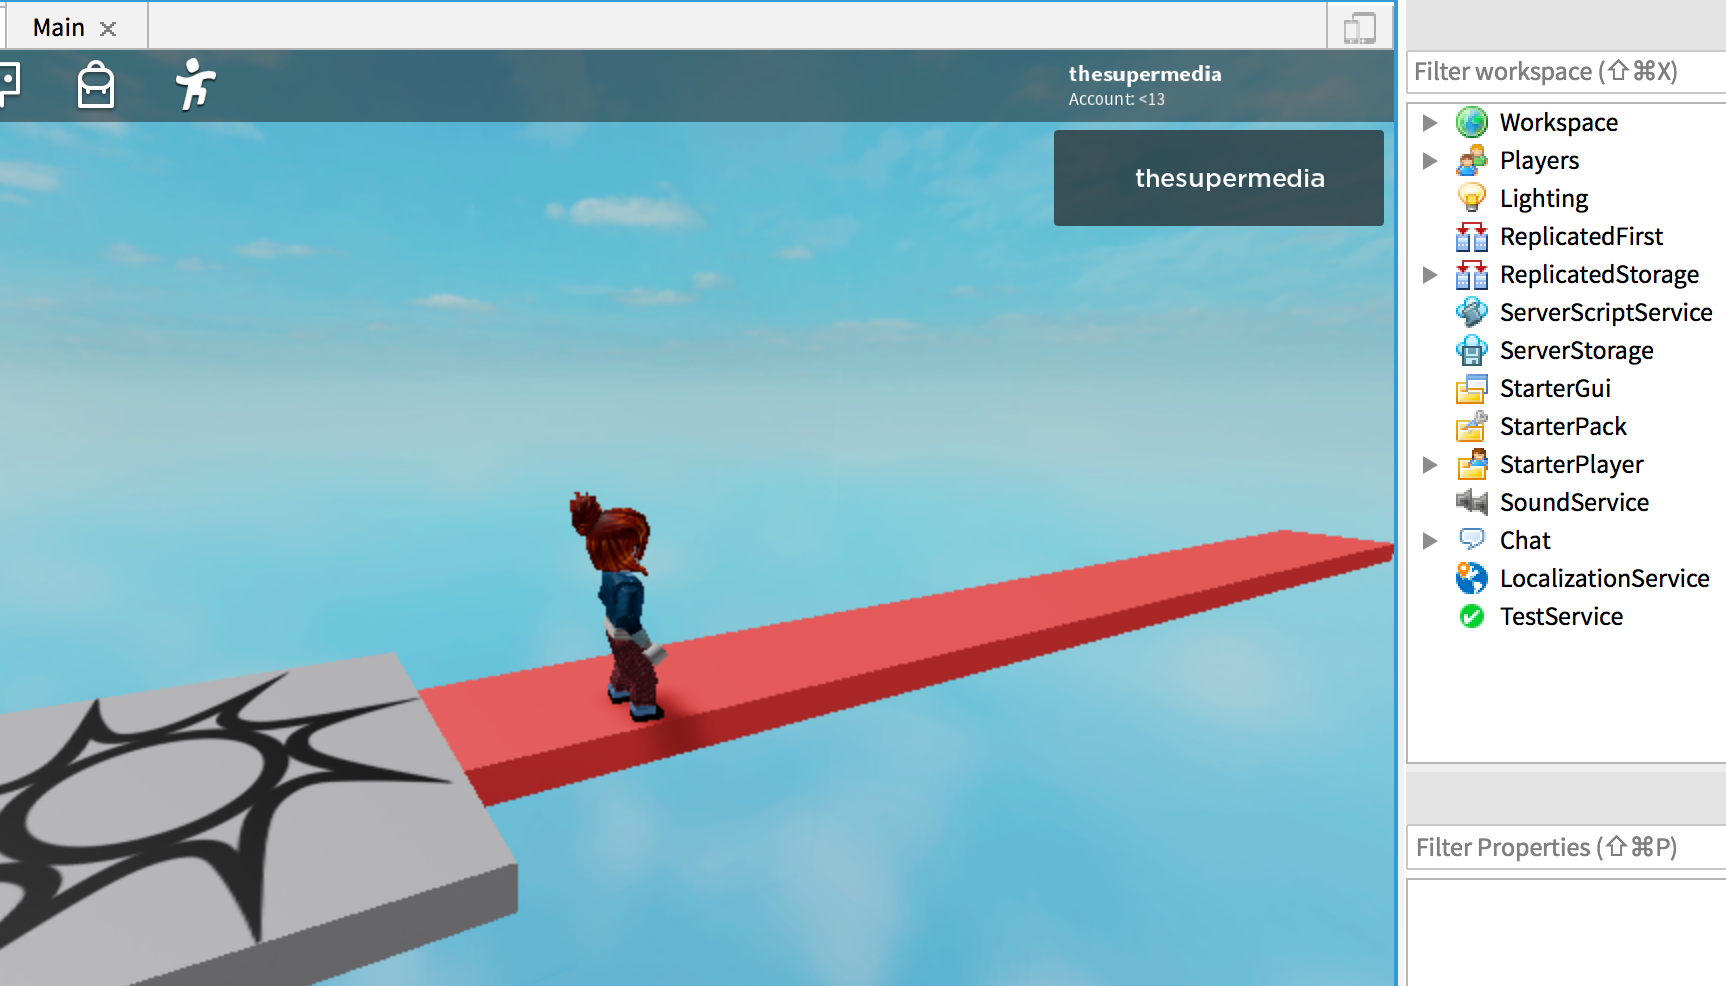 Main
thesupermedia
Account: <13
thesupermedia
Filter workspace (⇧⌘X)
Workspace
Players
Lighting
ReplicatedFirst
ReplicatedStorage
ServerScriptService
ServerStorage
StarterGui
StarterPack
StarterPlayer
SoundService
Chat
LocalizationService
TestService
Filter Properties (⇧⌘P)